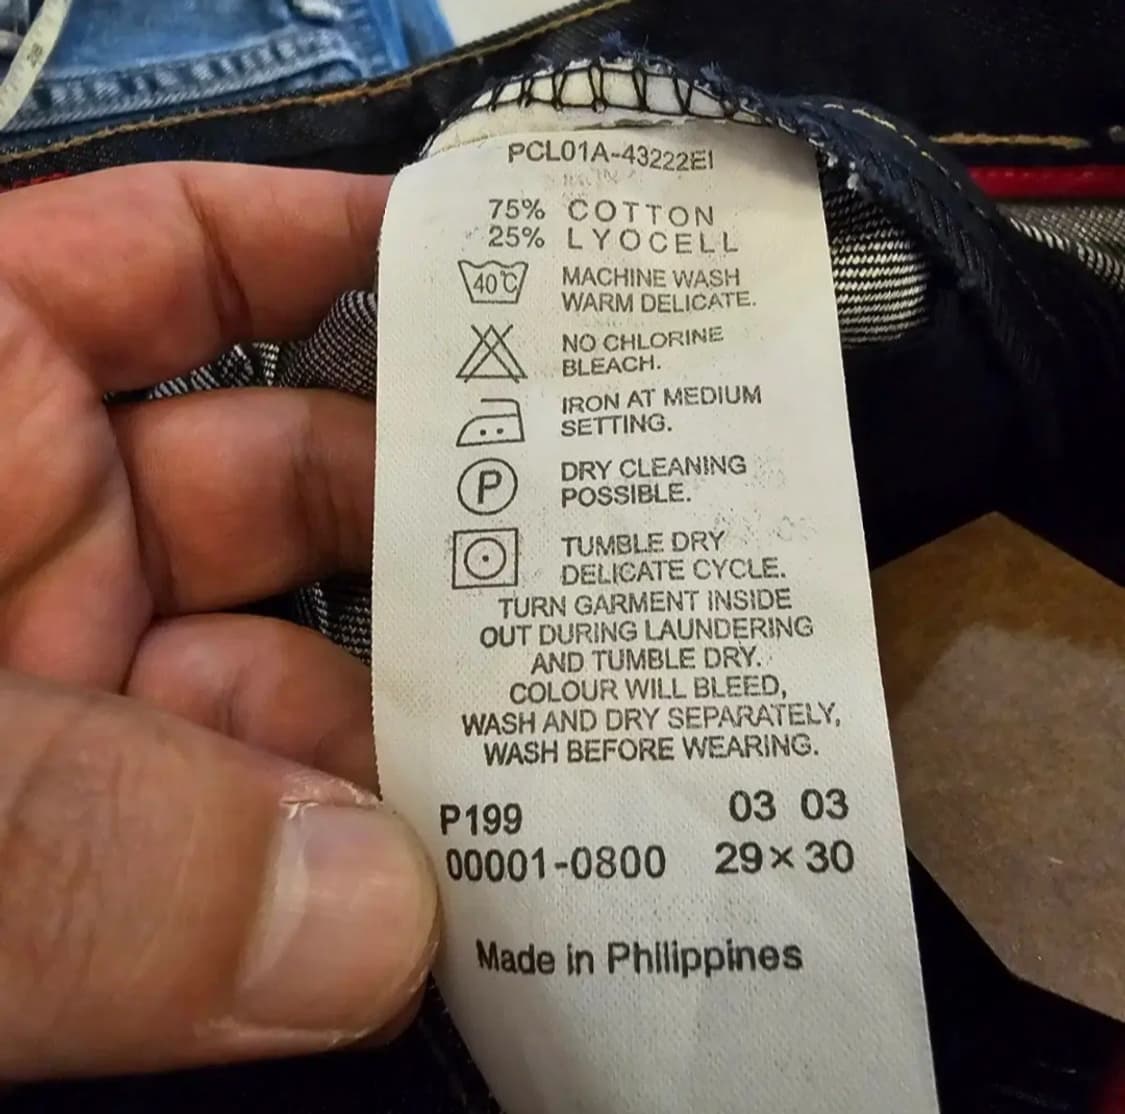 PCL01A-43222EI
75% COTTON
25% LYOCELL
40°C MACHINE WASH
WARM DELICATE.
NO CHLORINE
BLEACH.
IRON AT MEDIUM
SETTING.
P DRY CLEANING
POSSIBLE.
TUMBLE DRY
DELICATE CYCLE.
TURN GARMENT INSIDE
OUT DURING LAUNDERING
AND TUMBLE DRY.
COLOUR WILL BLEED,
WASH AND DRY SEPARATELY,
WASH BEFORE WEARING.
P199 03 03
00001-0800 29×30
Made in Philippines